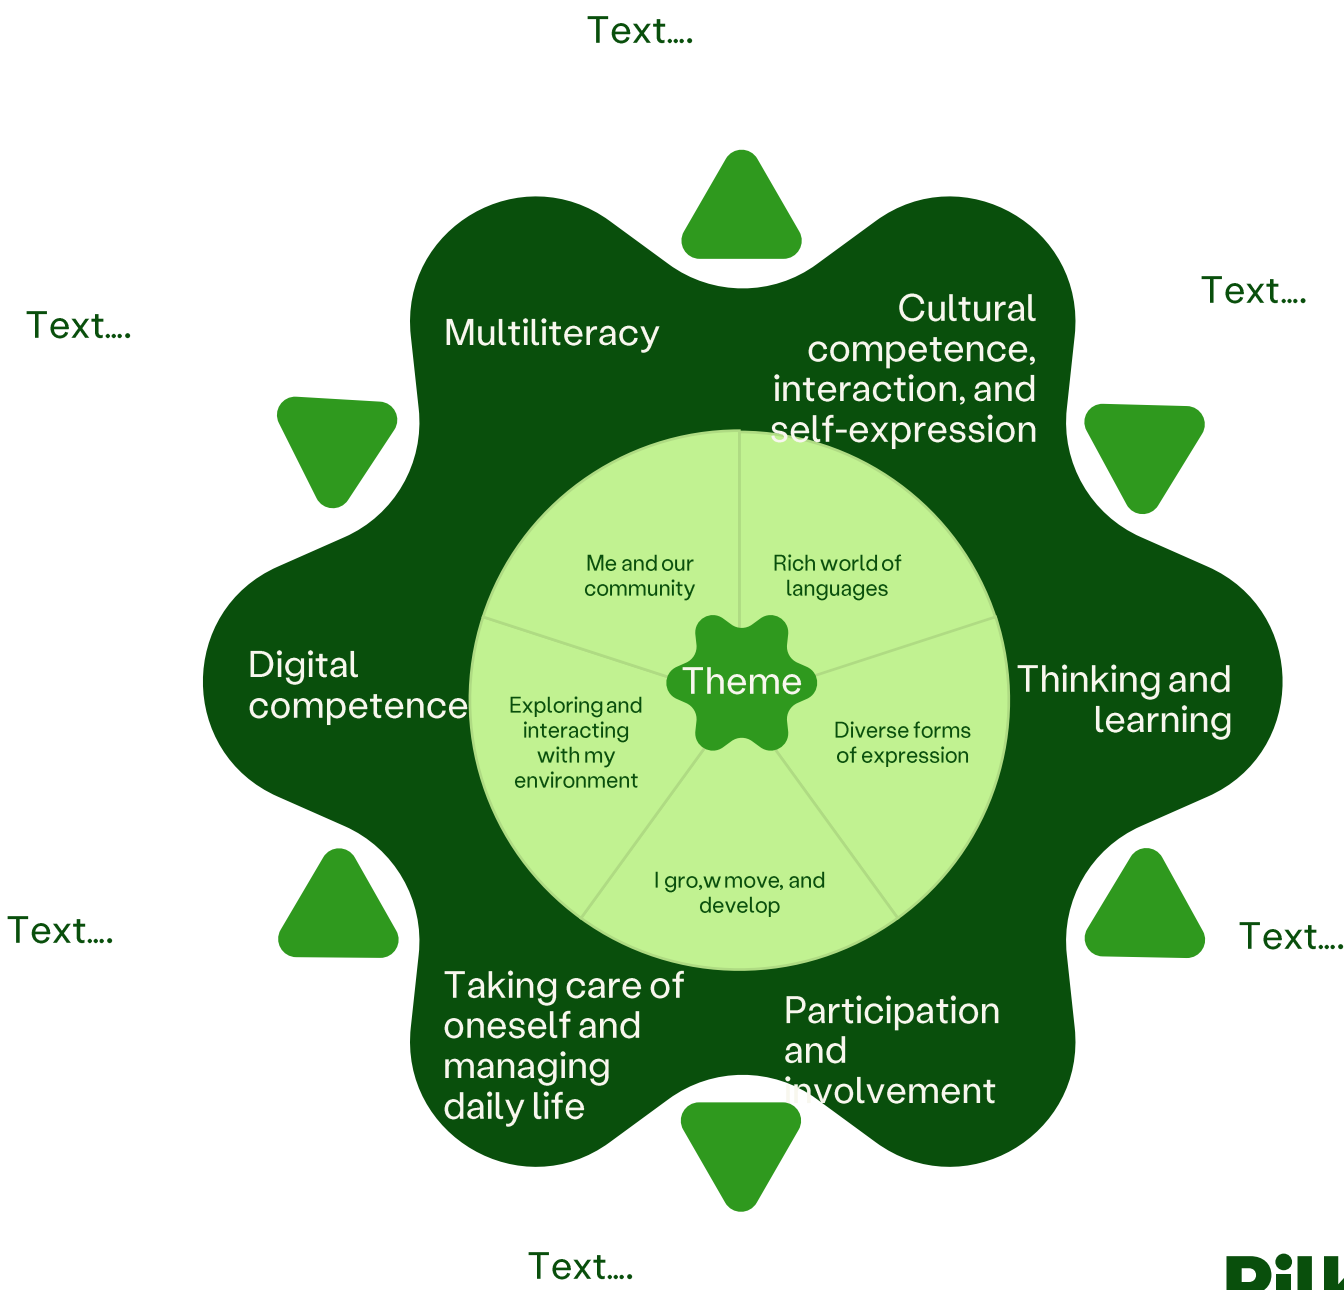 Text....
Text....
Text....
Multiliteracy
Cultural
competence,
interaction, and
self-expression
Me and our
community
Rich world of
languages
Theme
Digital
competence
Thinking and
learning
Exploring and
interacting
with my
environment
Diverse forms
of expression
I gro,w move, and
develop
Text....
Text....
Taking care of
oneself and
managing
daily life
Participation
and
involvement
Text....